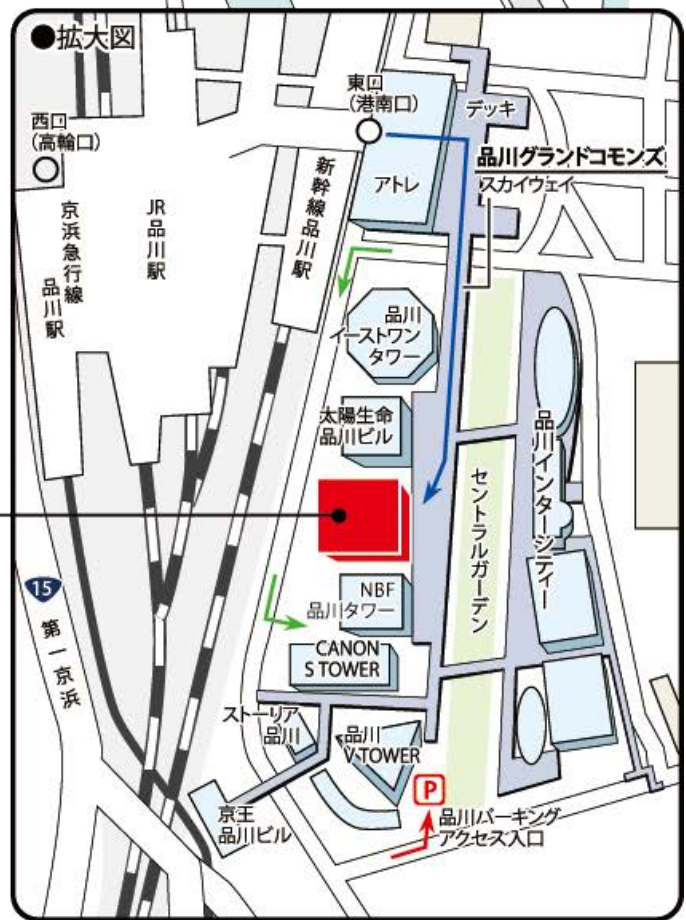 ●拡大図
東口
（港南口）
デッキ
西口
（高輪口）
品川グランドコモンズ
スカイウェイ
アトレ
新幹線品川駅
JR品川駅
京浜急行線
品川駅
品川
イーストワン
タワー
太陽生命
品川ビル
品川インターシティー
セントラルガーデン
15
第一京浜
NBF
品川タワー
CANON
S TOWER
ストーリア
品川
品川
V TOWER
P
京王
品川ビル
品川パーキング
アクセス入口